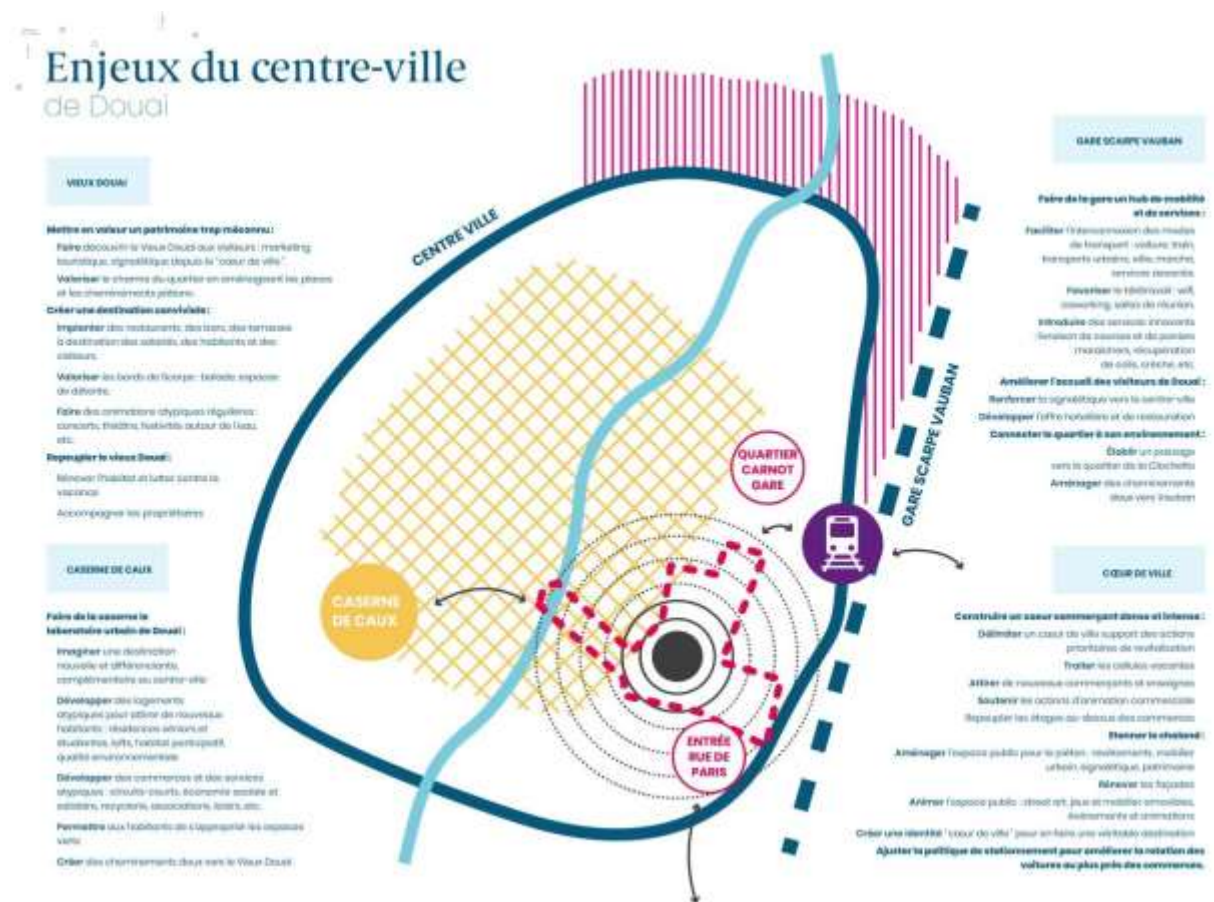 Enjeux du centre-ville
de Douai
VIEUX DOUAI
Mettre en valeur un patrimoine trop méconnu :
Faire découvrir le Vieux Douai aux visiteurs : marketing
touristique, signalétique depuis le "cœur de ville".
Valoriser le charme du quartier en aménageant les places
et les cheminements piétons.
Créer une destination conviviale :
Implanter des restaurants, des bars, des terrasses
à destination des salariés, des habitants et des
visiteurs.
Valoriser les bords de Scarpe : balade, espaces
de détente.
Faire des animations atypiques régulières :
concerts, théâtre, festivités autour de l'eau,
etc.
Repeupler le vieux Douai :
Rénover l'habitat et lutter contre la
vacance
Accompagner les propriétaires
CASERNE DE CAUX
Faire de la caserne le
laboratoire urbain de Douai :
Imaginer une destination
nouvelle et différenciante,
complémentaire au centre-ville
Développer des logements
atypiques pour attirer de nouveaux
habitants : résidences séniors et
étudiantes, lofts, habitat participatif,
qualité environnementale
Développer des commerces et des services
atypiques : circuits-courts, économie sociale et
solidaire, recyclerie, associations, loisirs, etc.
Permettre aux habitants de s'approprier les espaces
verts
Créer des cheminements doux vers le Vieux Douai
CENTRE VILLE
QUARTIER
CARNOT
GARE
GARE SCARPE VAUBAN
CASERNE
DE CAUX
ENTRÉE
RUE DE
PARIS
GARE SCARPE VAUBAN
Faire de la gare un hub de mobilité
et de services :
Faciliter l'interconnexion des modes
de transport : voiture, train,
transports urbains, vélo, marche,
services associés
Favoriser le télétravail : wifi,
coworking, salles de réunion
Introduire des services innovants
: livraison de courses et de paniers
maraîchers, récupération
de colis, crèche, etc.
Améliorer l'accueil des visiteurs de Douai :
Renforcer la signalétique vers le centre-ville
Développer l'offre hôtelière et de restauration
Connecter le quartier à son environnement :
Établir un passage
vers le quartier de la Clochette
Aménager des cheminements
doux vers Vauban
CŒUR DE VILLE
Construire un coeur commerçant dense et intense :
Délimiter un cœur de ville support des actions
prioritaires de revitalisation
Traiter les cellules vacantes
Attirer de nouveaux commerçants et enseignes
Soutenir les actions d'animation commerciale
Repeupler les étages au-dessus des commerces
Etonner le chaland :
Aménager l'espace public pour le piéton : revêtements, mobilier
urbain, signalétique, patrimoine
Rénover les façades
Animer l'espace public : street art, jeux et mobilier amovibles,
événements et animations
Créer une identité "cœur de ville" pour en faire une véritable destination
Ajuster la politique de stationnement pour améliorer la rotation des
voitures au plus près des commerces.